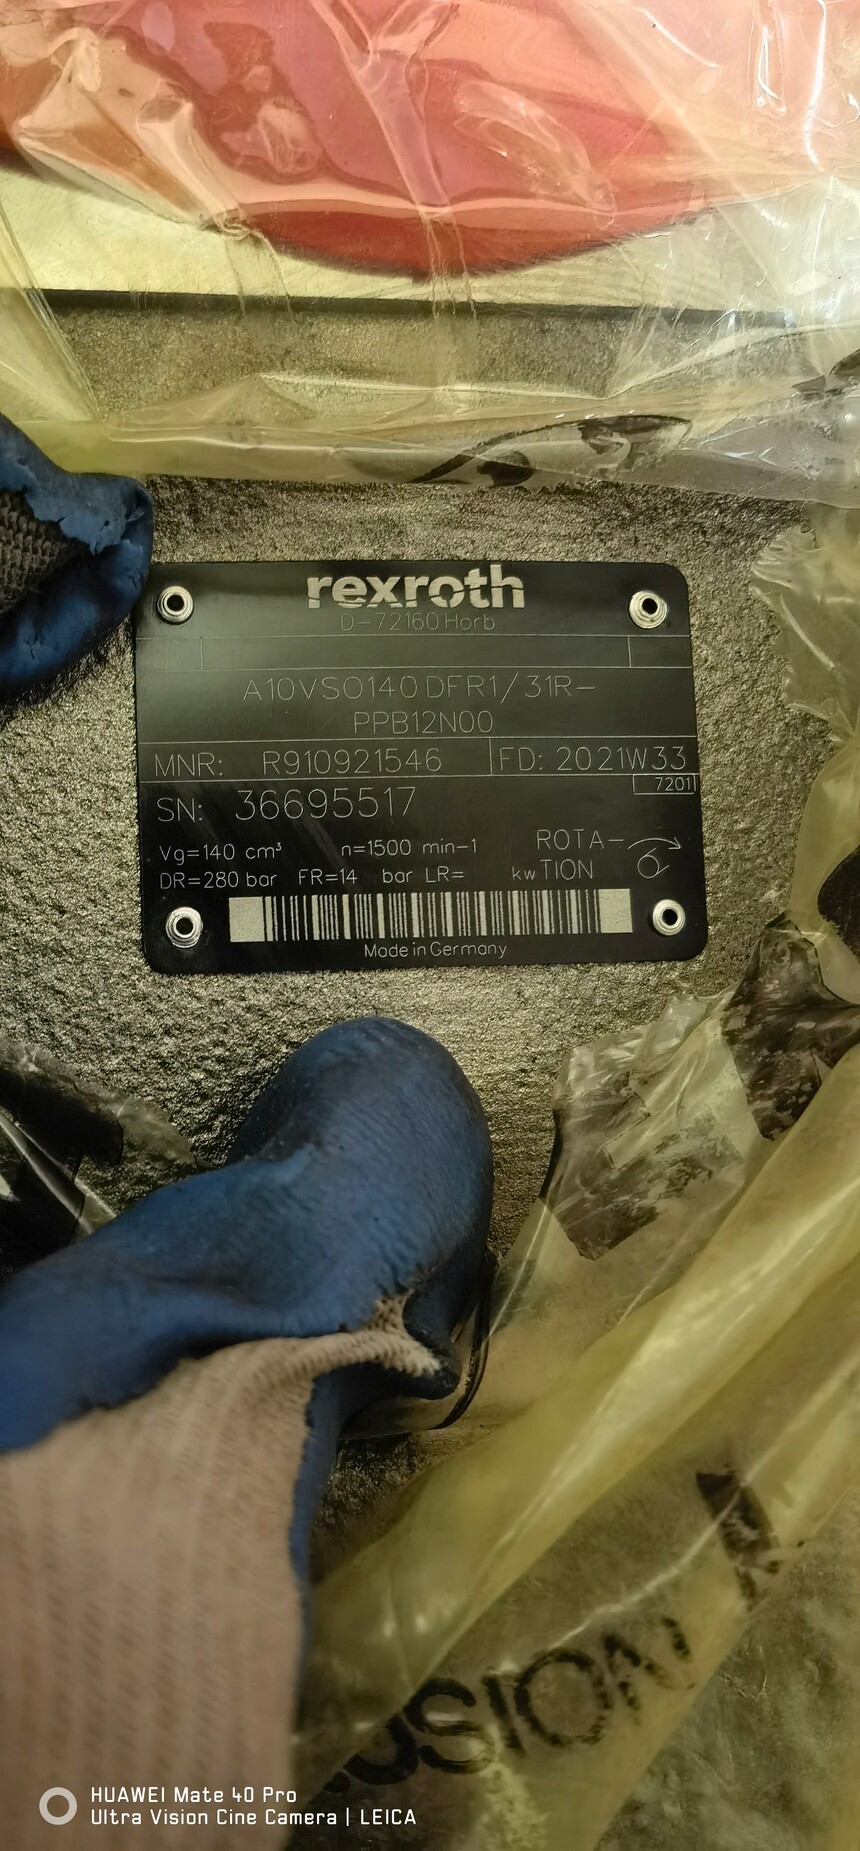 rexroth
D-72160 Horb
A10VSO140 DFR1/31R-
PPB12N00
MNR: R910921546 FD: 2021W33
7201
SN: 36695517
Vg=140 cm³ n=1500 min-1 ROTA-
DR=280 bar FR=14 bar LR= kw TION
Made in Germany
HUAWEI Mate 40 Pro
Ultra Vision Cine Camera | LEICA